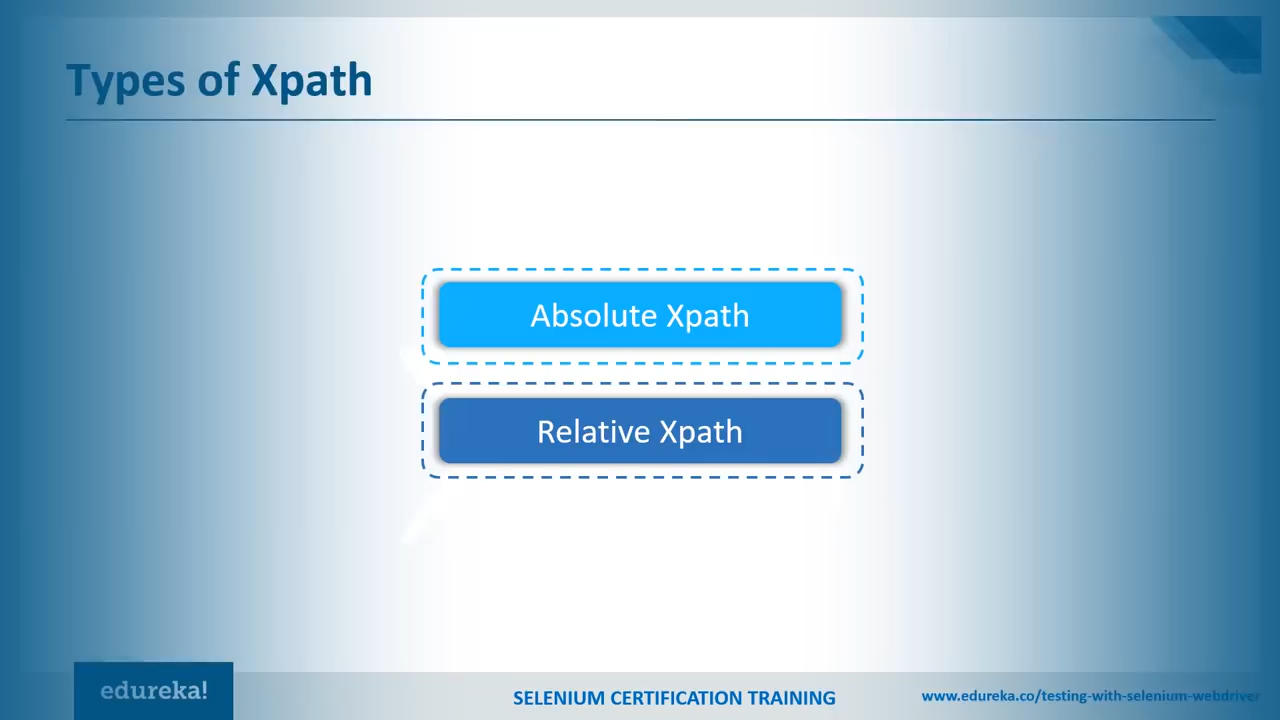 Types of Xpath
Absolute Xpath
Relative Xpath
edureka!
SELENIUM CERTIFICATION TRAINING
www.edureka.co/testing-with-selenium-webdriver